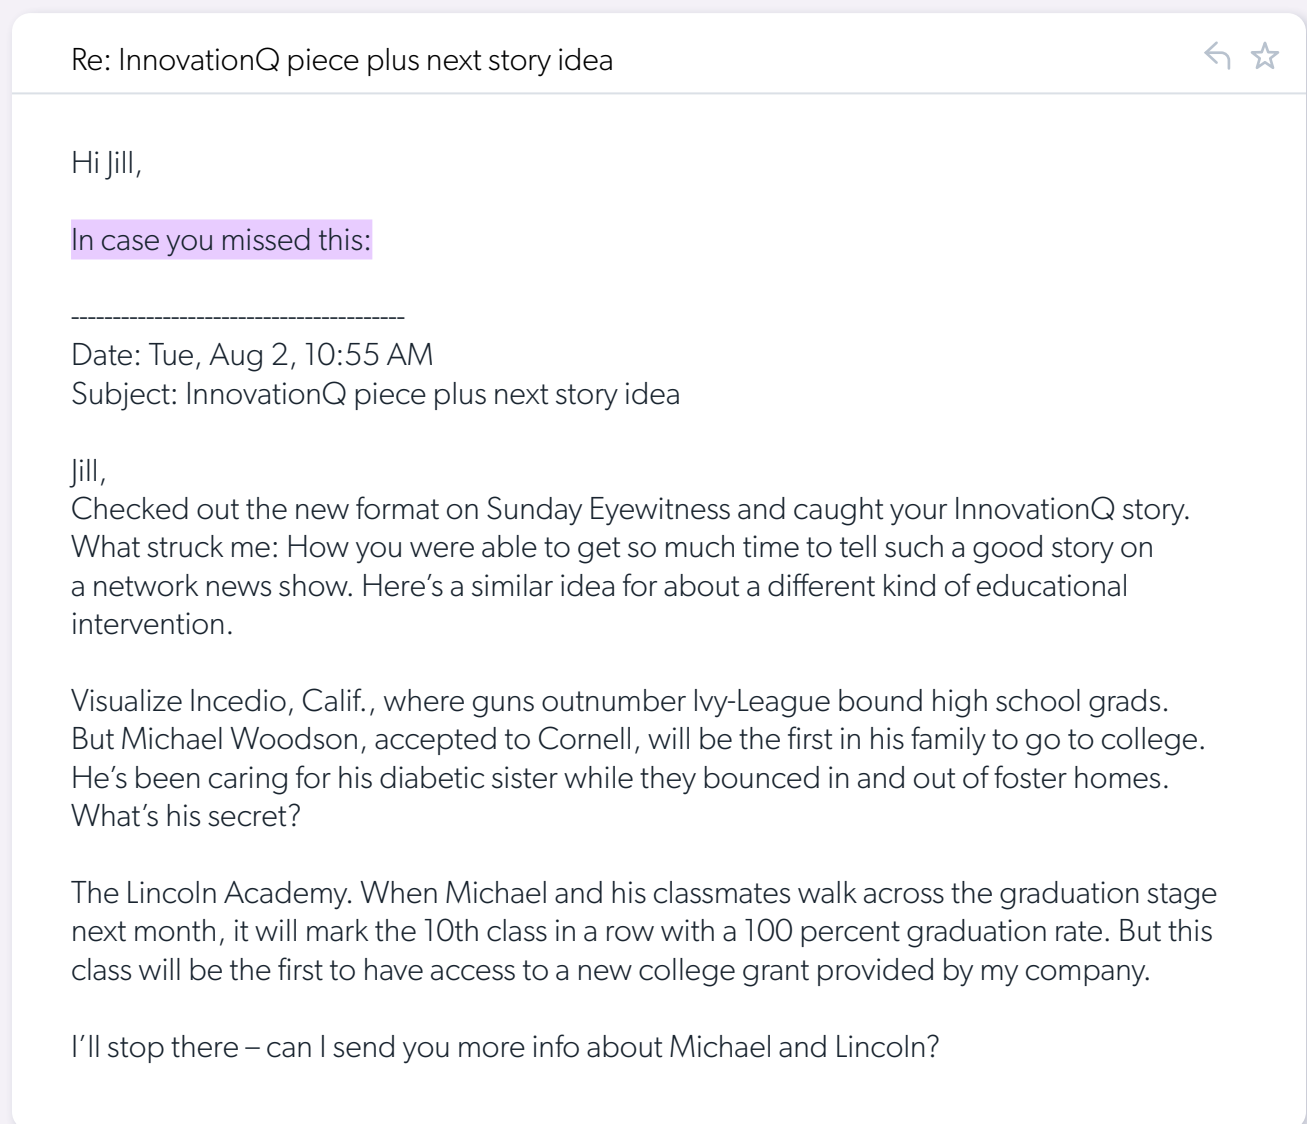 Re: InnovationQ piece plus next story idea
Hi Jill,
In case you missed this:
----------------------------------------
Date: Tue, Aug 2, 10:55 AM
Subject: InnovationQ piece plus next story idea
Jill,
Checked out the new format on Sunday Eyewitness and caught your InnovationQ story.
What struck me: How you were able to get so much time to tell such a good story on
a network news show. Here’s a similar idea for about a different kind of educational
intervention.
Visualize Incedio, Calif., where guns outnumber Ivy-League bound high school grads.
But Michael Woodson, accepted to Cornell, will be the first in his family to go to college.
He’s been caring for his diabetic sister while they bounced in and out of foster homes.
What’s his secret?
The Lincoln Academy. When Michael and his classmates walk across the graduation stage
next month, it will mark the 10th class in a row with a 100 percent graduation rate. But this
class will be the first to have access to a new college grant provided by my company.
I’ll stop there – can I send you more info about Michael and Lincoln?